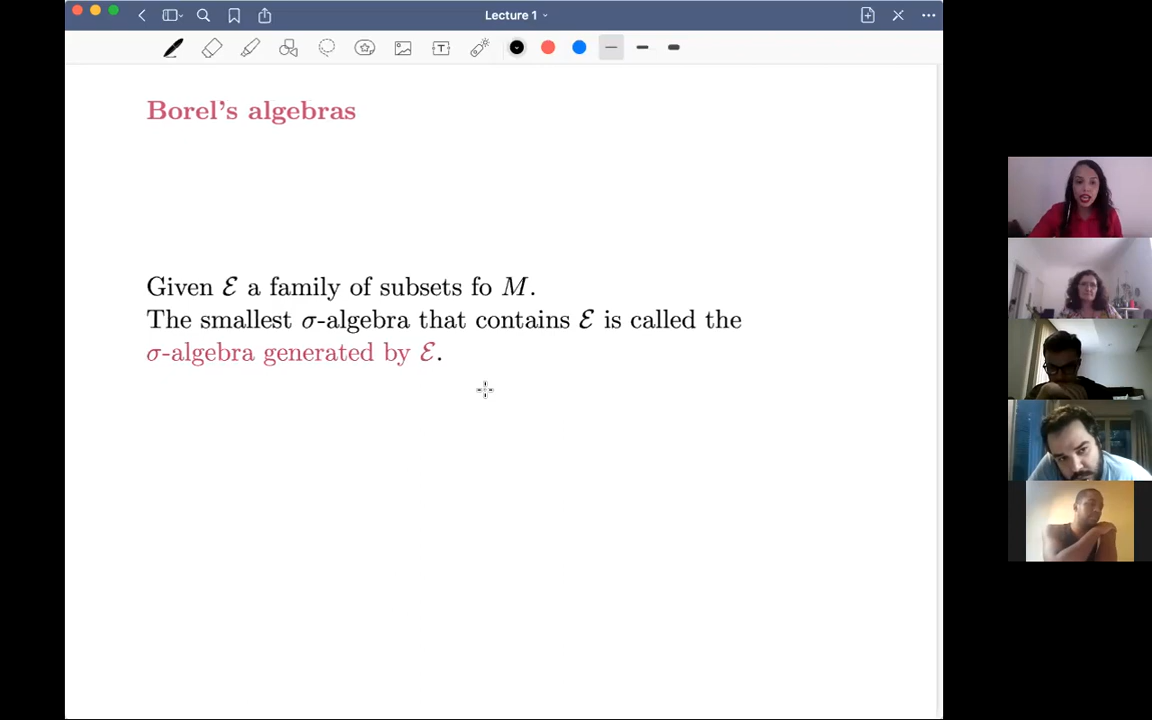 Lecture 1
T
Borel's algebras
Given ℰ a family of subsets fo M.
The smallest σ-algebra that contains ℰ is called the
σ-algebra generated by ℰ.